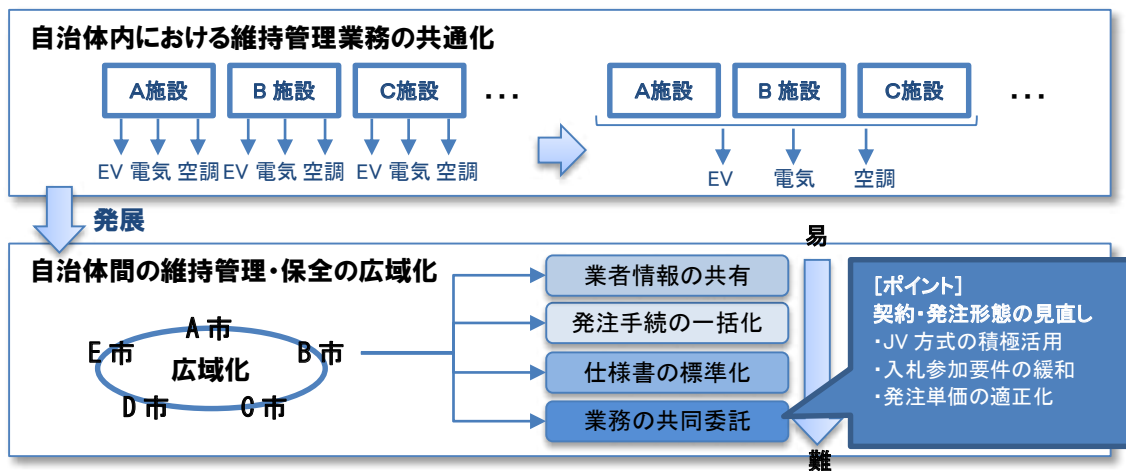 自治体内における維持管理業務の共通化
A施設 B 施設 C施設 ...
EV 電気 空調 EV 電気 空調 EV 電気 空調
A施設 B 施設 C施設 ...
EV 電気 空調
発展
自治体間の維持管理・保全の広域化
A 市
B 市
C 市
D 市
E 市
広域化
業者情報の共有
発注手続の一括化
仕様書の標準化
業務の共同委託
易
難
[ポイント]
契約・発注形態の見直し
・JV 方式の積極活用
・入札参加要件の緩和
・発注単価の適正化